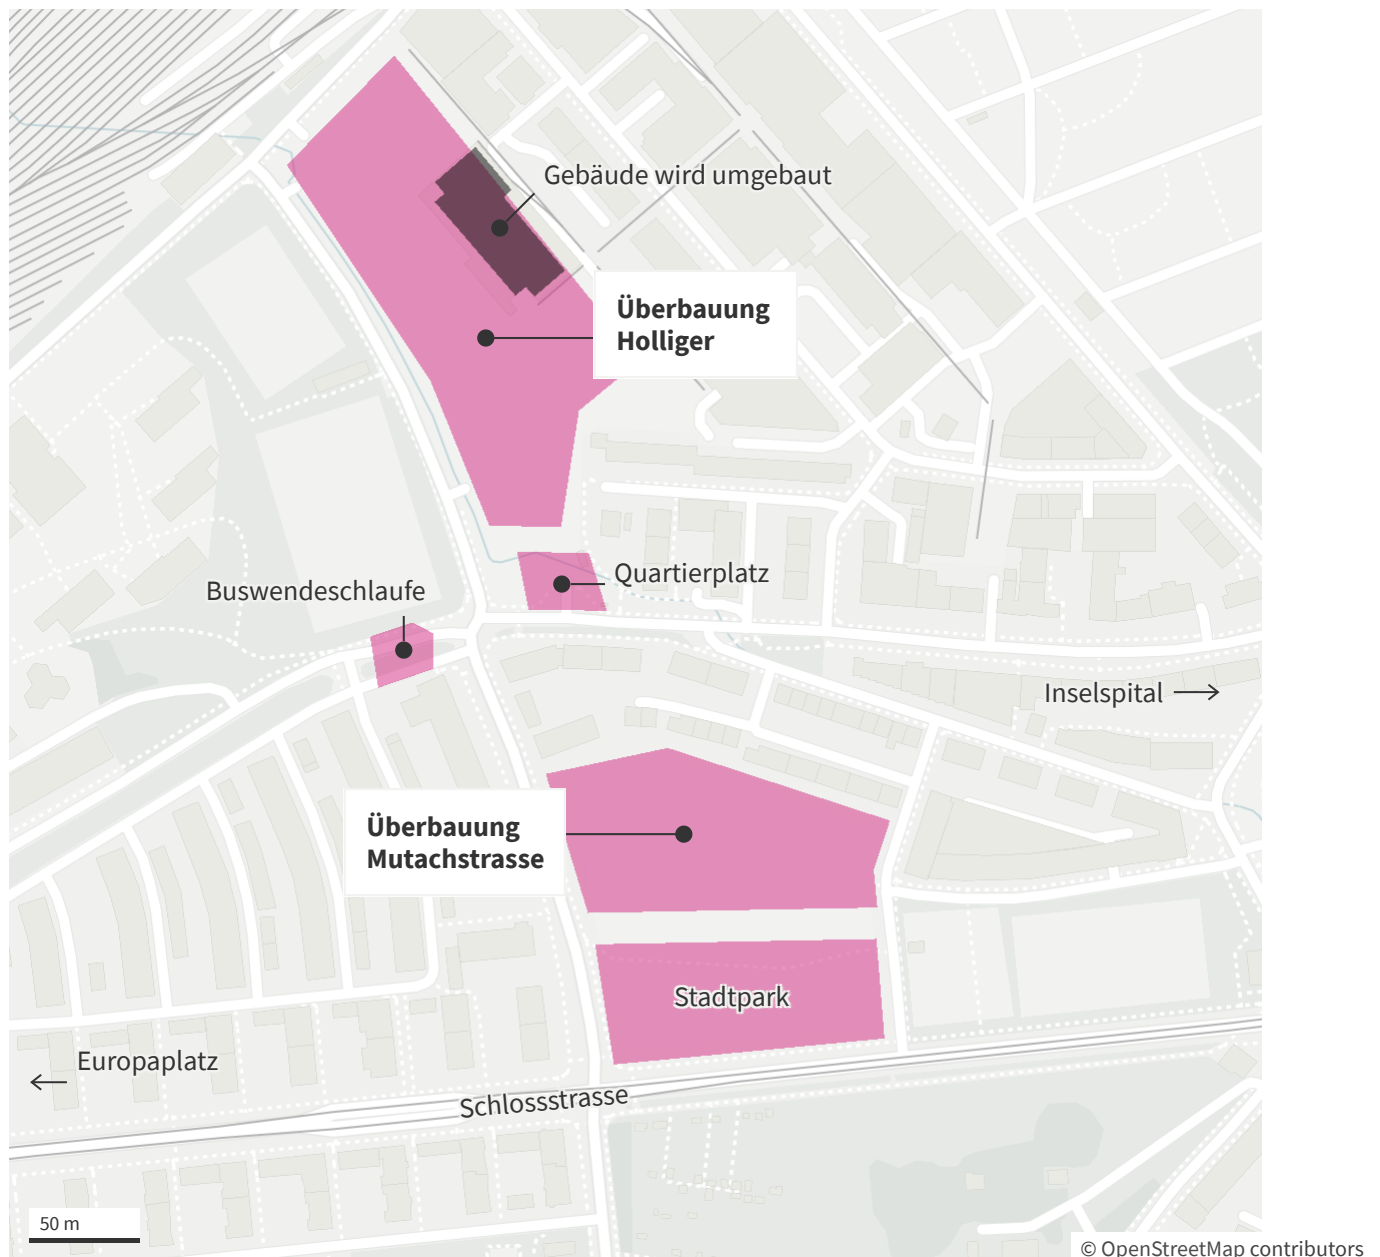 Gebäude wird umgebaut
Überbauung
Holliger
Quartierplatz
Buswendeschlaufe
Inselspital
Überbauung
Mutachstrasse
Stadtpark
Europaplatz
Schlossstrasse
50 m
© OpenStreetMap contributors